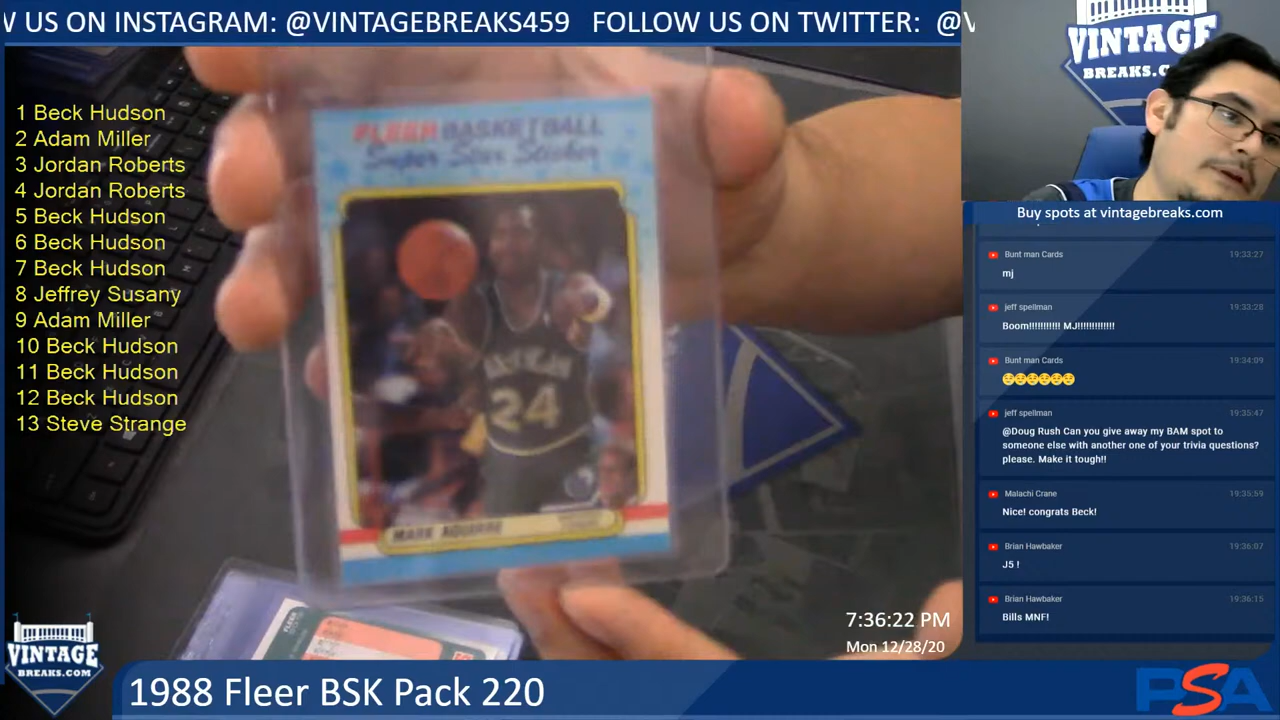 W US ON INSTAGRAM: @VINTAGEBREAKS459 FOLLOW US ON TWITTER: @V
1 Beck Hudson
2 Adam Miller
3 Jordan Roberts
4 Jordan Roberts
5 Beck Hudson
6 Beck Hudson
7 Beck Hudson
8 Jeffrey Susany
9 Adam Miller
10 Beck Hudson
11 Beck Hudson
12 Beck Hudson
13 Steve Strange
FLEER BASKETBALL
Super Star Sticker
24
MARK AGUIRRE
FLEER
VINTAGE
BREAKS.C
Buy spots at vintagebreaks.com
Bunt man Cards 19:33:27
mj
jeff spellman 19:33:28
Boom!!!!!!!!!!! MJ!!!!!!!!!!!!!
Bunt man Cards 19:34:09
☺️☺️☺️☺️☺️☺️
jeff spellman 19:35:47
@Doug Rush Can you give away my BAM spot to
someone else with another one of your trivia questions?
please. Make it tough!!
Malachi Crane 19:35:59
Nice! congrats Beck!
Brian Hawbaker 19:36:07
J5 !
Brian Hawbaker 19:36:15
Bills MNF!
7:36:22 PM
Mon 12/28/20
VINTAGE
BREAKS.COM
1988 Fleer BSK Pack 220
PSA